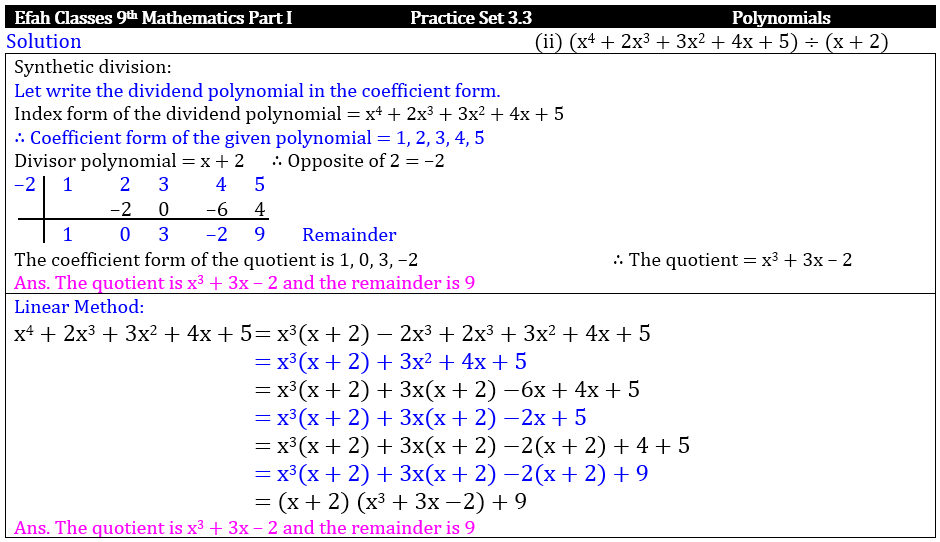 Efah Classes 9th Mathematics Part I Practice Set 3.3 Polynomials
Solution (ii) (x⁴ + 2x³ + 3x² + 4x + 5) ÷ (x + 2)
Synthetic division:
Let write the dividend polynomial in the coefficient form.
Index form of the dividend polynomial = x⁴ + 2x³ + 3x² + 4x + 5
∴ Coefficient form of the given polynomial = 1, 2, 3, 4, 5
Divisor polynomial = x + 2 ∴ Opposite of 2 = –2
–2 1 2 3 4 5
–2 0 –6 4
1 0 3 –2 9 Remainder
The coefficient form of the quotient is 1, 0, 3, –2 ∴ The quotient = x³ + 3x – 2
Ans. The quotient is x³ + 3x – 2 and the remainder is 9
Linear Method:
x⁴ + 2x³ + 3x² + 4x + 5 = x³(x + 2) − 2x³ + 2x³ + 3x² + 4x + 5
= x³(x + 2) + 3x² + 4x + 5
= x³(x + 2) + 3x(x + 2) −6x + 4x + 5
= x³(x + 2) + 3x(x + 2) −2x + 5
= x³(x + 2) + 3x(x + 2) −2(x + 2) + 4 + 5
= x³(x + 2) + 3x(x + 2) −2(x + 2) + 9
= (x + 2) (x³ + 3x −2) + 9
Ans. The quotient is x³ + 3x – 2 and the remainder is 9